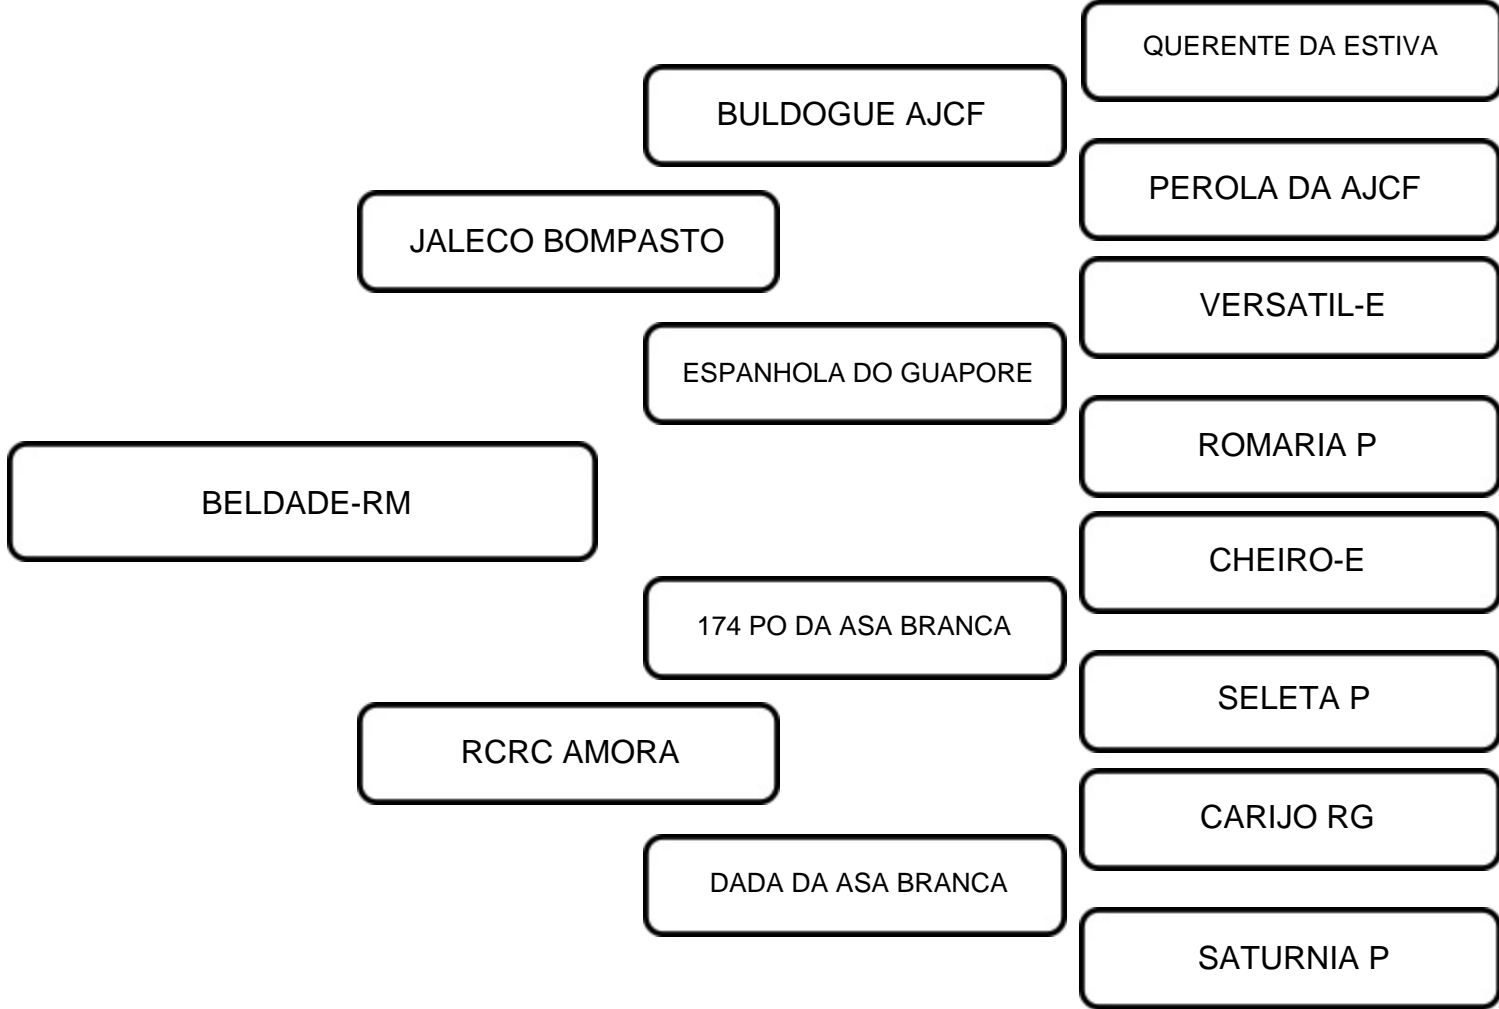 QUERENTE DA ESTIVA
BULDOGUE AJCF
PEROLA DA AJCF
JALECO BOMPASTO
VERSATIL-E
ESPANHOLA DO GUAPORE
ROMARIA P
BELDADE-RM
CHEIRO-E
174 PO DA ASA BRANCA
SELETA P
RCRC AMORA
CARIJO RG
DADA DA ASA BRANCA
SATURNIA P